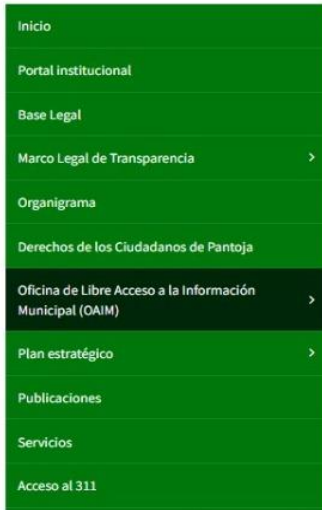 Inicio
Portal institucional
Base Legal
Marco Legal de Transparencia
Organigrama
Derechos de los Ciudadanos de Pantoja
Oficina de Libre Acceso a la Información
Municipal (OAIM)
Plan estratégico
Publicaciones
Servicios
Acceso al 311